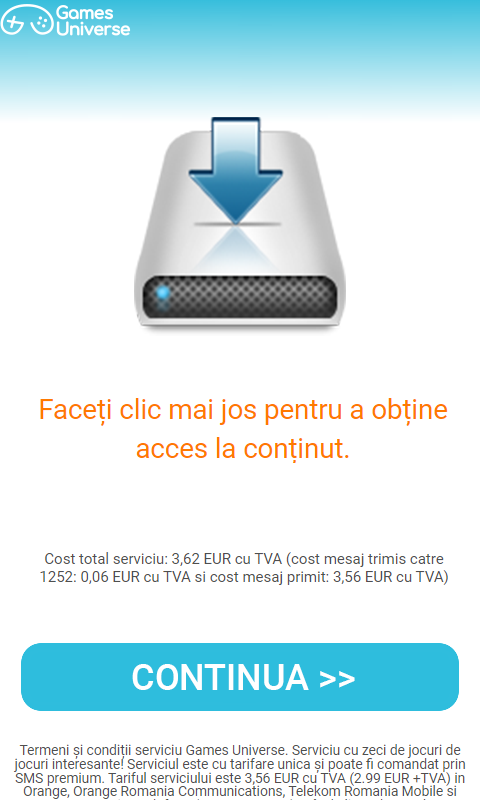 Games
Universe
Faceți clic mai jos pentru a obține
acces la conținut.
Cost total serviciu: 3,62 EUR cu TVA (cost mesaj trimis catre
1252: 0,06 EUR cu TVA si cost mesaj primit: 3,56 EUR cu TVA)
CONTINUA >>
Termeni și condiții serviciu Games Universe. Serviciu cu zeci de jocuri de
jocuri interesante! Serviciul este cu tarifare unica și poate fi comandat prin
SMS premium. Tariful serviciului este 3,56 EUR cu TVA (2.99 EUR +TVA) in
Orange, Orange Romania Communications, Telekom Romania Mobile si